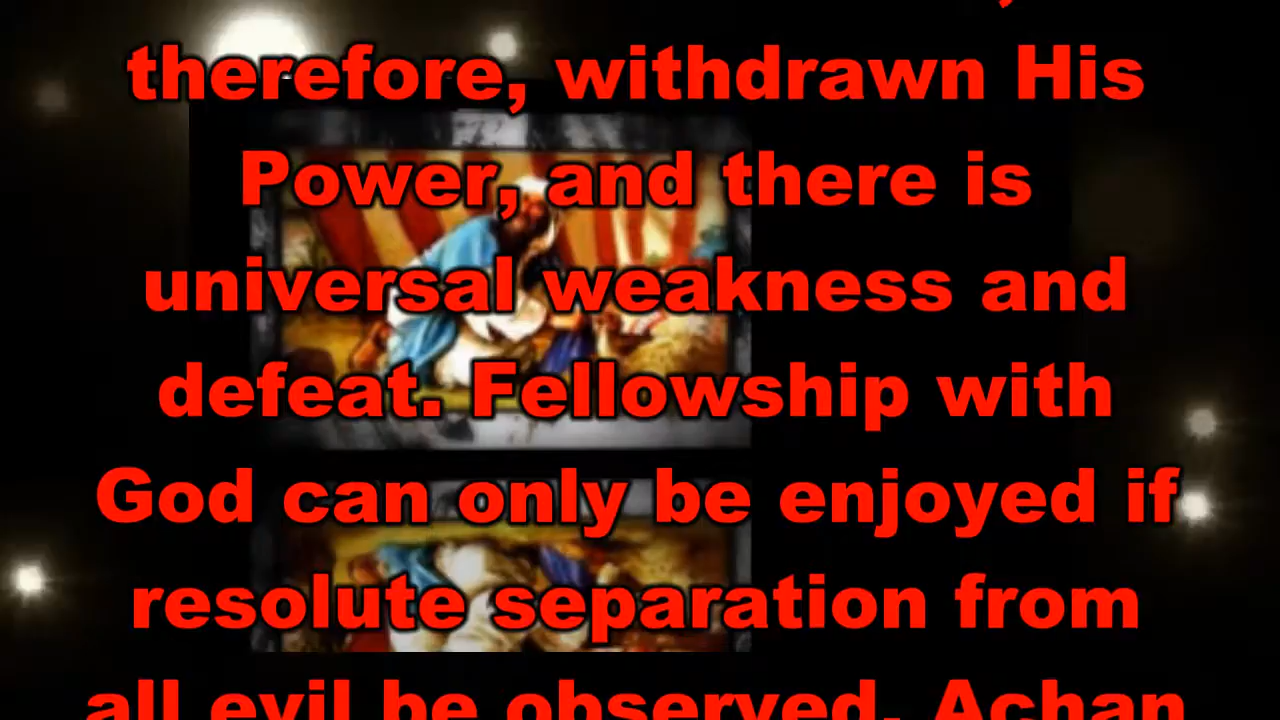 therefore, withdrawn His
Power, and there is
universal weakness and
defeat. Fellowship with
God can only be enjoyed if
resolute separation from
all evil be observed. Achan